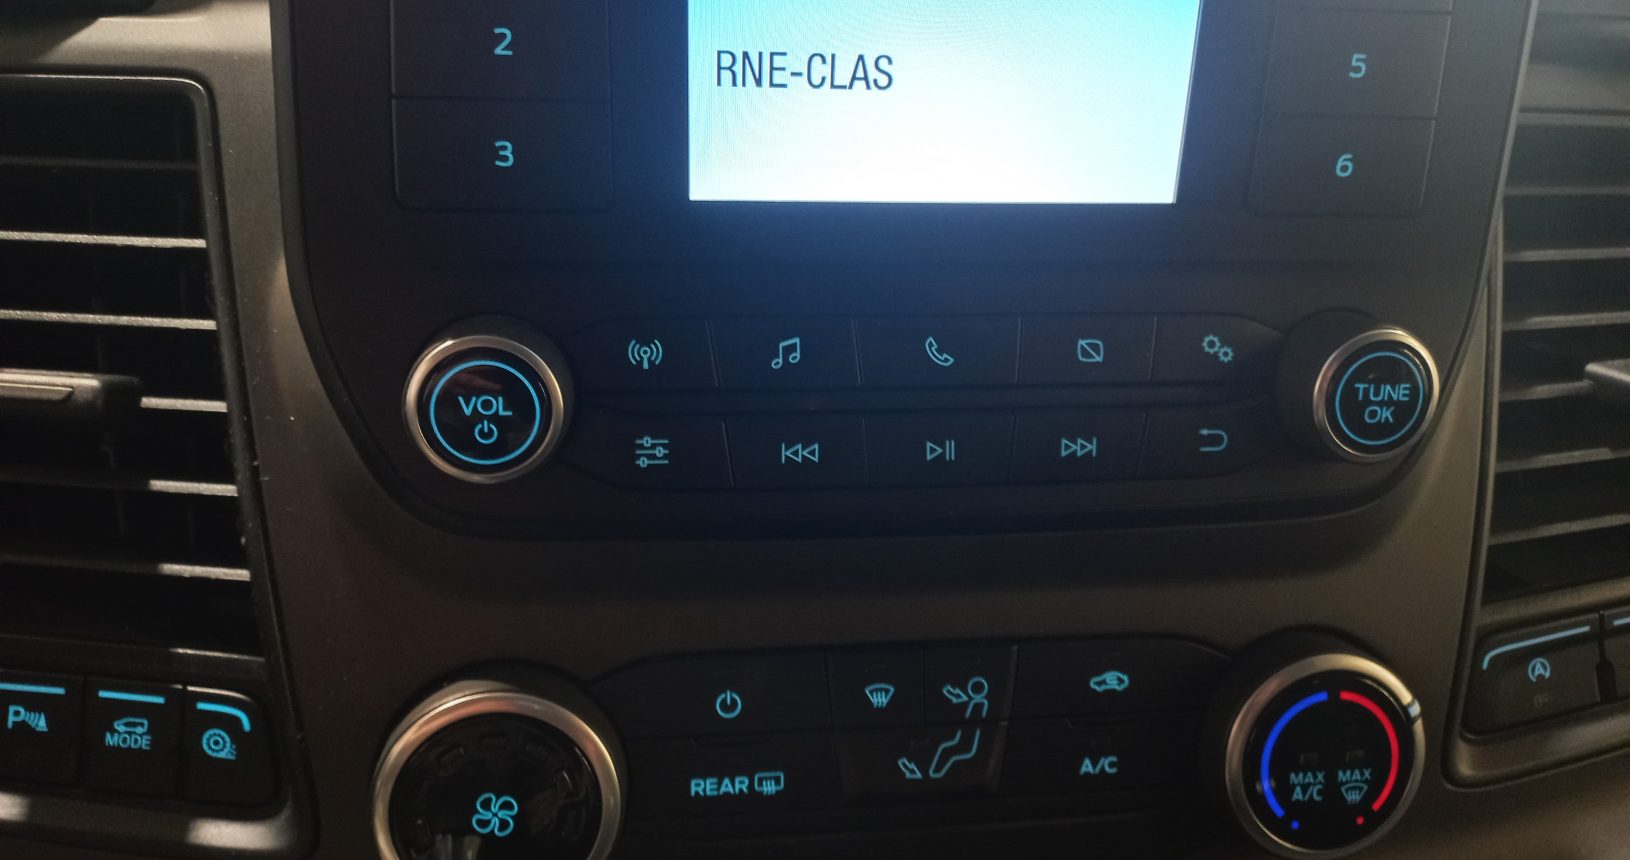 2
RNE-CLAS
5
3
6
VOL
TUNE
OK
P
MODE
A
REAR
A/C
MAX
A/C
MAX